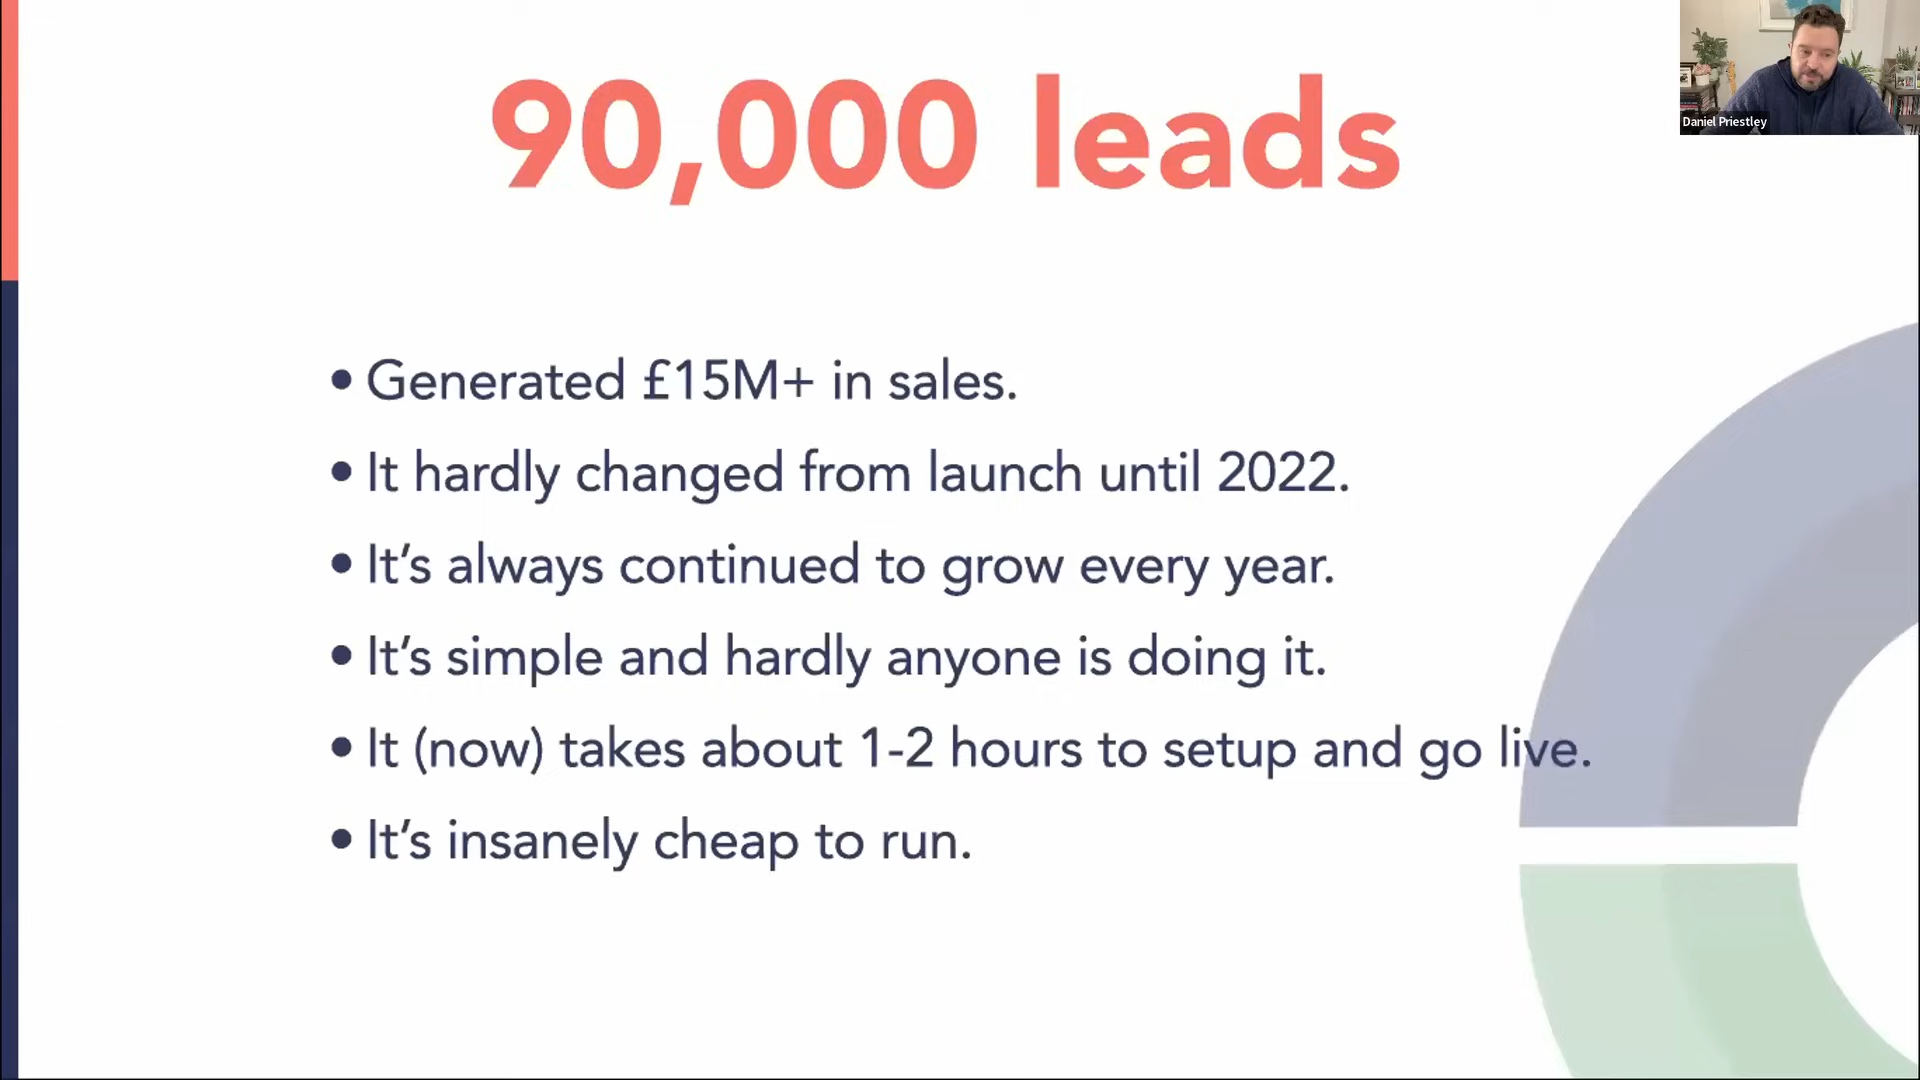 90,000 leads
Daniel Priestley
• Generated £15M+ in sales.
• It hardly changed from launch until 2022.
• It’s always continued to grow every year.
• It’s simple and hardly anyone is doing it.
• It (now) takes about 1-2 hours to setup and go live.
• It’s insanely cheap to run.